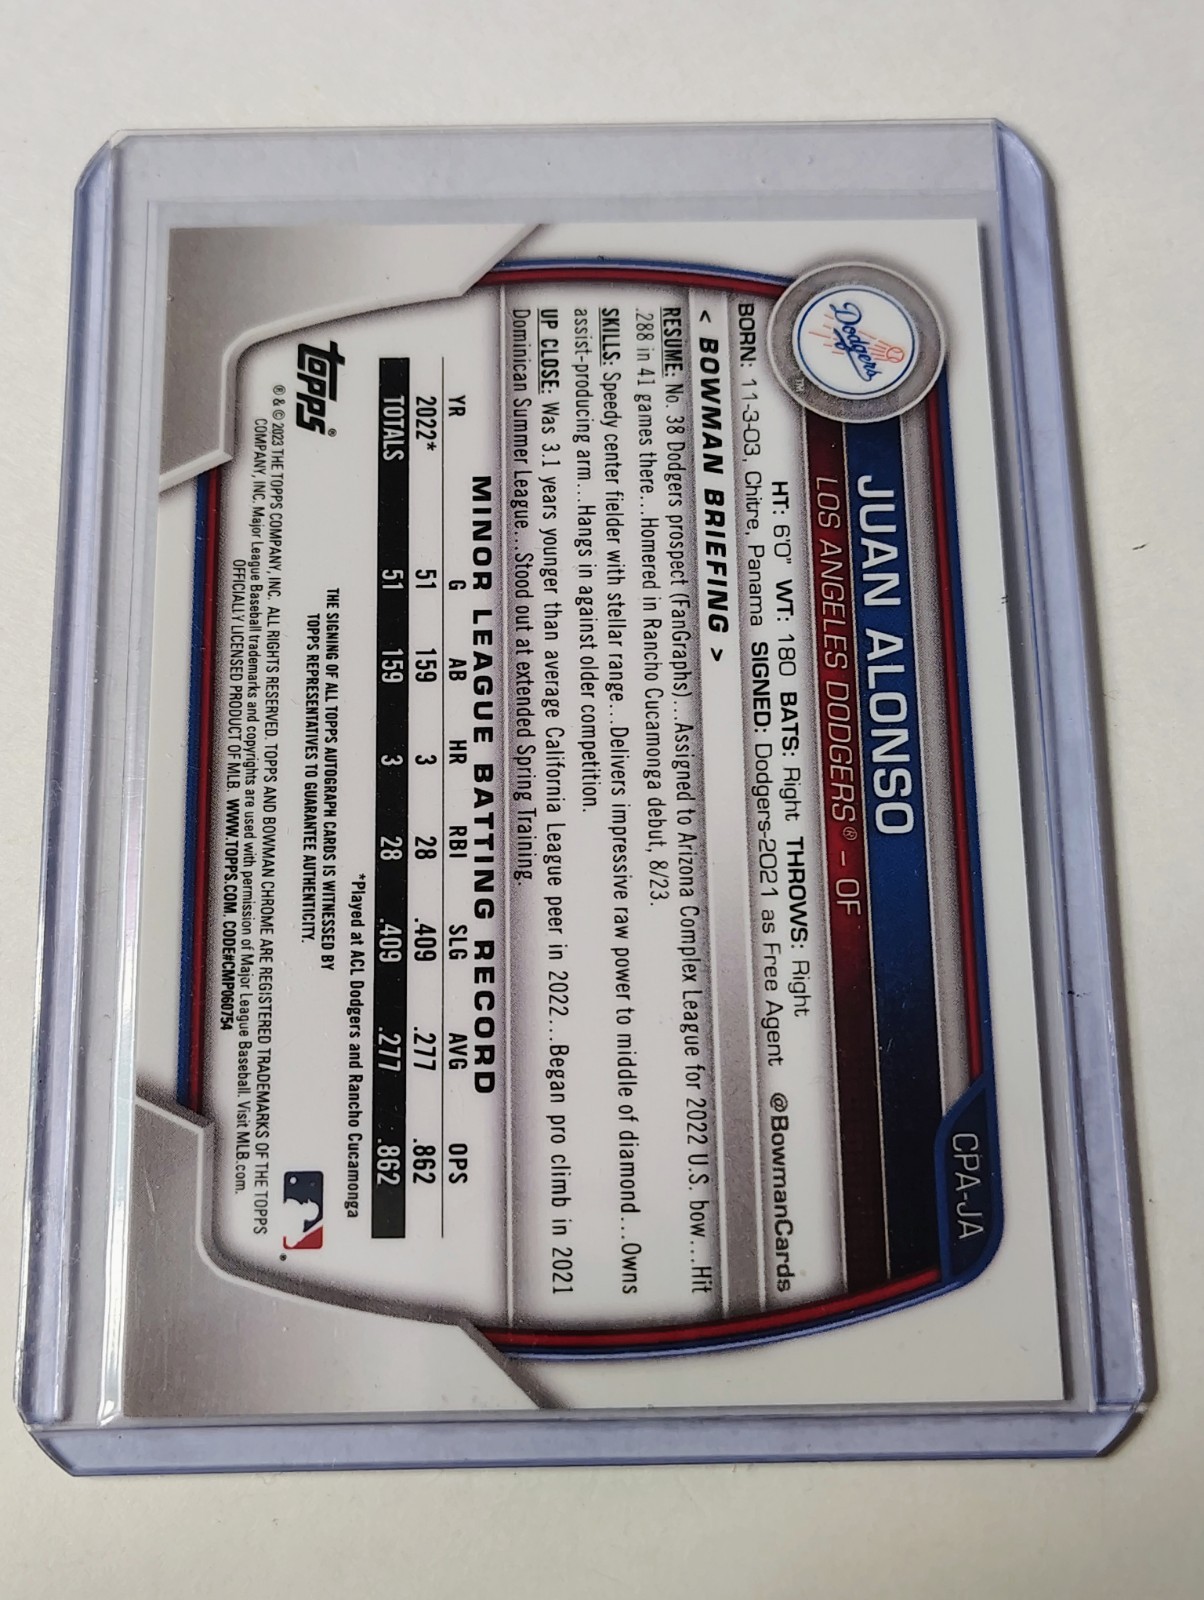 CPA-JA
Dodgers
TM
JUAN ALONSO
LOS ANGELES DODGERS® – OF
HT: 6'0" WT: 180 BATS: Right THROWS: Right
BORN: 11-3-03, Chitre, Panama SIGNED: Dodgers-2021 as Free Agent @BowmanCards
< BOWMAN BRIEFING >
RESUME: No. 38 Dodgers prospect (FanGraphs)...Assigned to Arizona Complex League for 2022 U.S. bow...Hit
.288 in 41 games there...Homered in Rancho Cucamonga debut, 8/23.
SKILLS: Speedy center fielder with stellar range...Delivers impressive raw power to middle of diamond...Owns
assist-producing arm...Hangs in against older competition.
UP CLOSE: Was 3.1 years younger than average California League peer in 2022...Began pro climb in 2021
Dominican Summer League...Stood out at extended Spring Training.
MINOR LEAGUE BATTING RECORD
YR G AB HR RBI SLG AVG OPS
2022* 51 159 3 28 .409 .277 .862
TOTALS 51 159 3 28 .409 .277 .862
*Played at ACL Dodgers and Rancho Cucamonga
topps®
THE SIGNING OF ALL TOPPS AUTOGRAPH CARDS IS WITNESSED BY
TOPPS REPRESENTATIVES TO GUARANTEE AUTHENTICITY.
®
® & © 2023 THE TOPPS COMPANY, INC. ALL RIGHTS RESERVED. TOPPS AND BOWMAN CHROME ARE REGISTERED TRADEMARKS OF THE TOPPS
COMPANY, INC. Major League Baseball trademarks and copyrights are used with permission of Major League Baseball. Visit MLB.com.
OFFICIALLY LICENSED PRODUCT OF MLB. WWW.TOPPS.COM. CODE#CMP060754